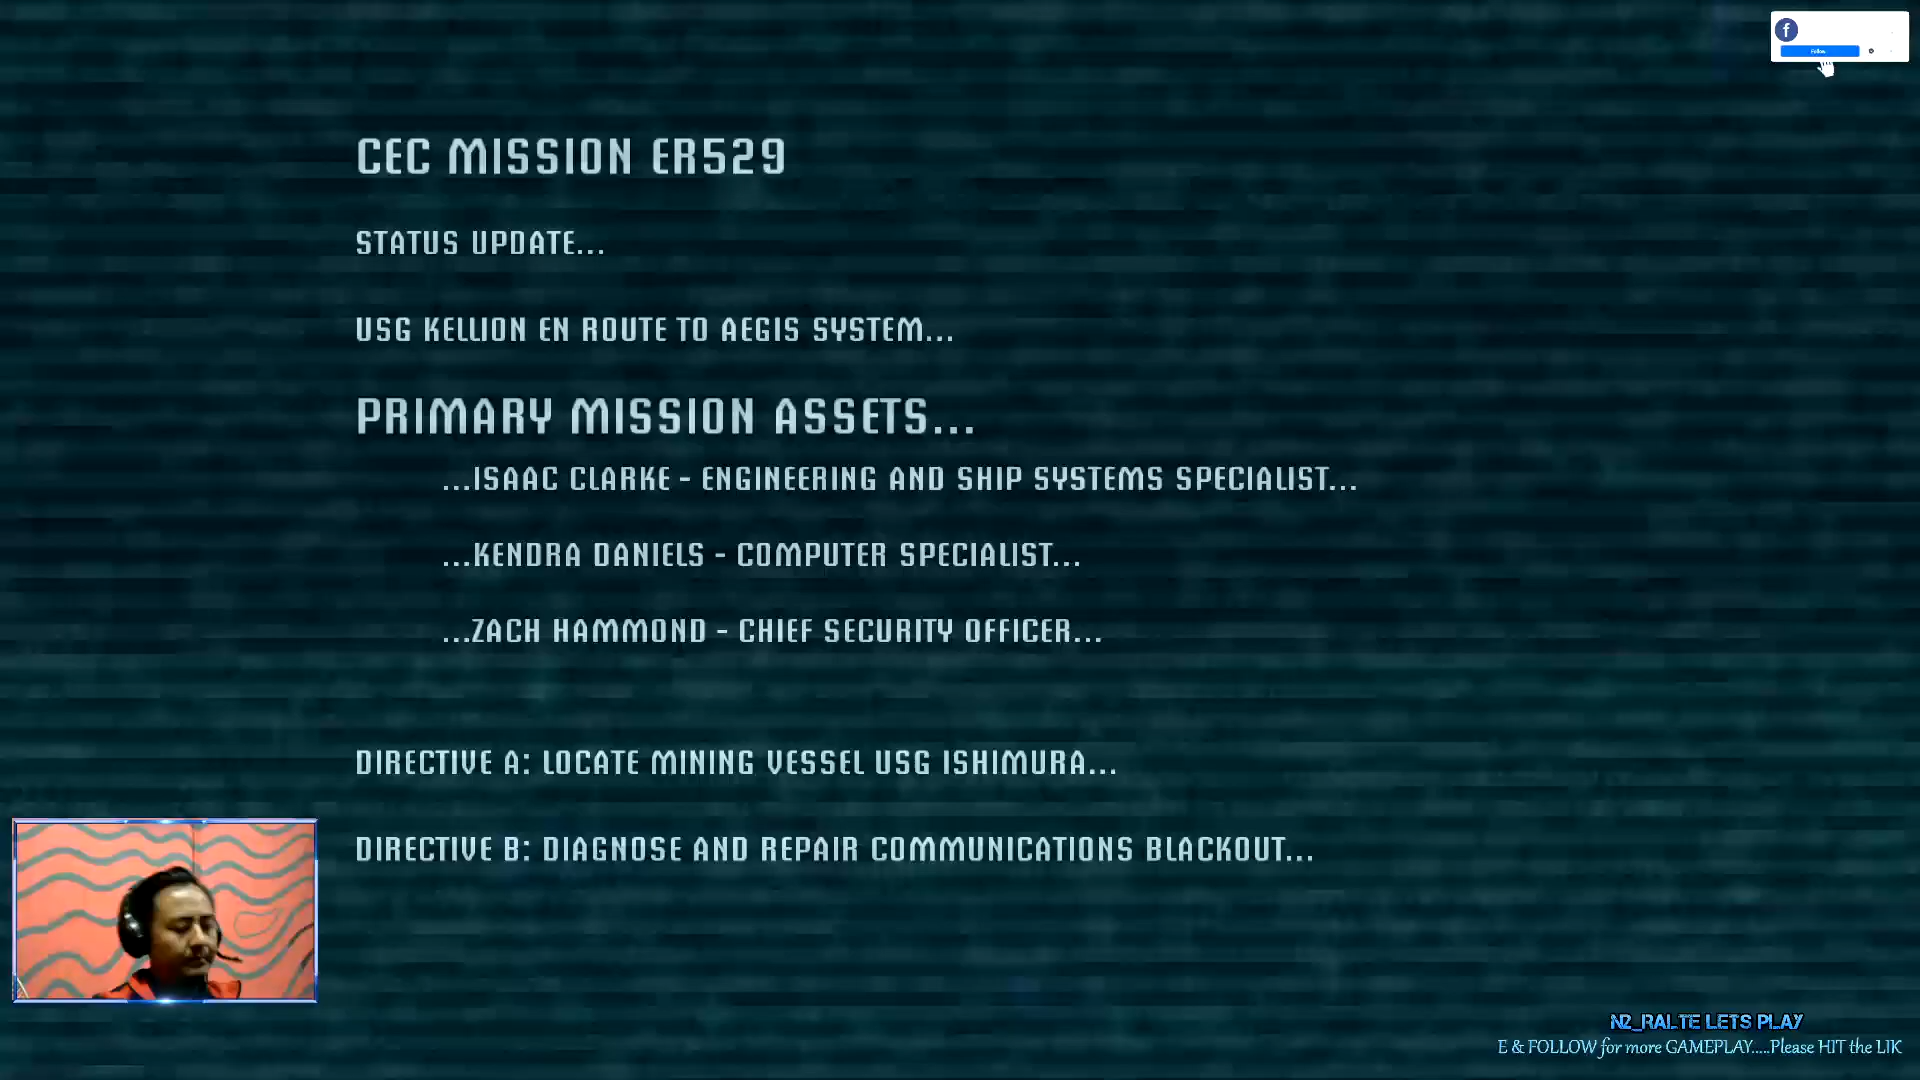 CEC MISSION ER529
STATUS UPDATE...
USG KELLION EN ROUTE TO AEGIS SYSTEM...
PRIMARY MISSION ASSETS...
...ISAAC CLARKE - ENGINEERING AND SHIP SYSTEMS SPECIALIST...
...KENDRA DANIELS - COMPUTER SPECIALIST...
...ZACH HAMMOND - CHIEF SECURITY OFFICER...
DIRECTIVE A: LOCATE MINING VESSEL USG ISHIMURA...
DIRECTIVE B: DIAGNOSE AND REPAIR COMMUNICATIONS BLACKOUT...
f
Follow
N2_RALTE LETS PLAY
E & FOLLOW for more GAMEPLAY.....Please HIT the LIK